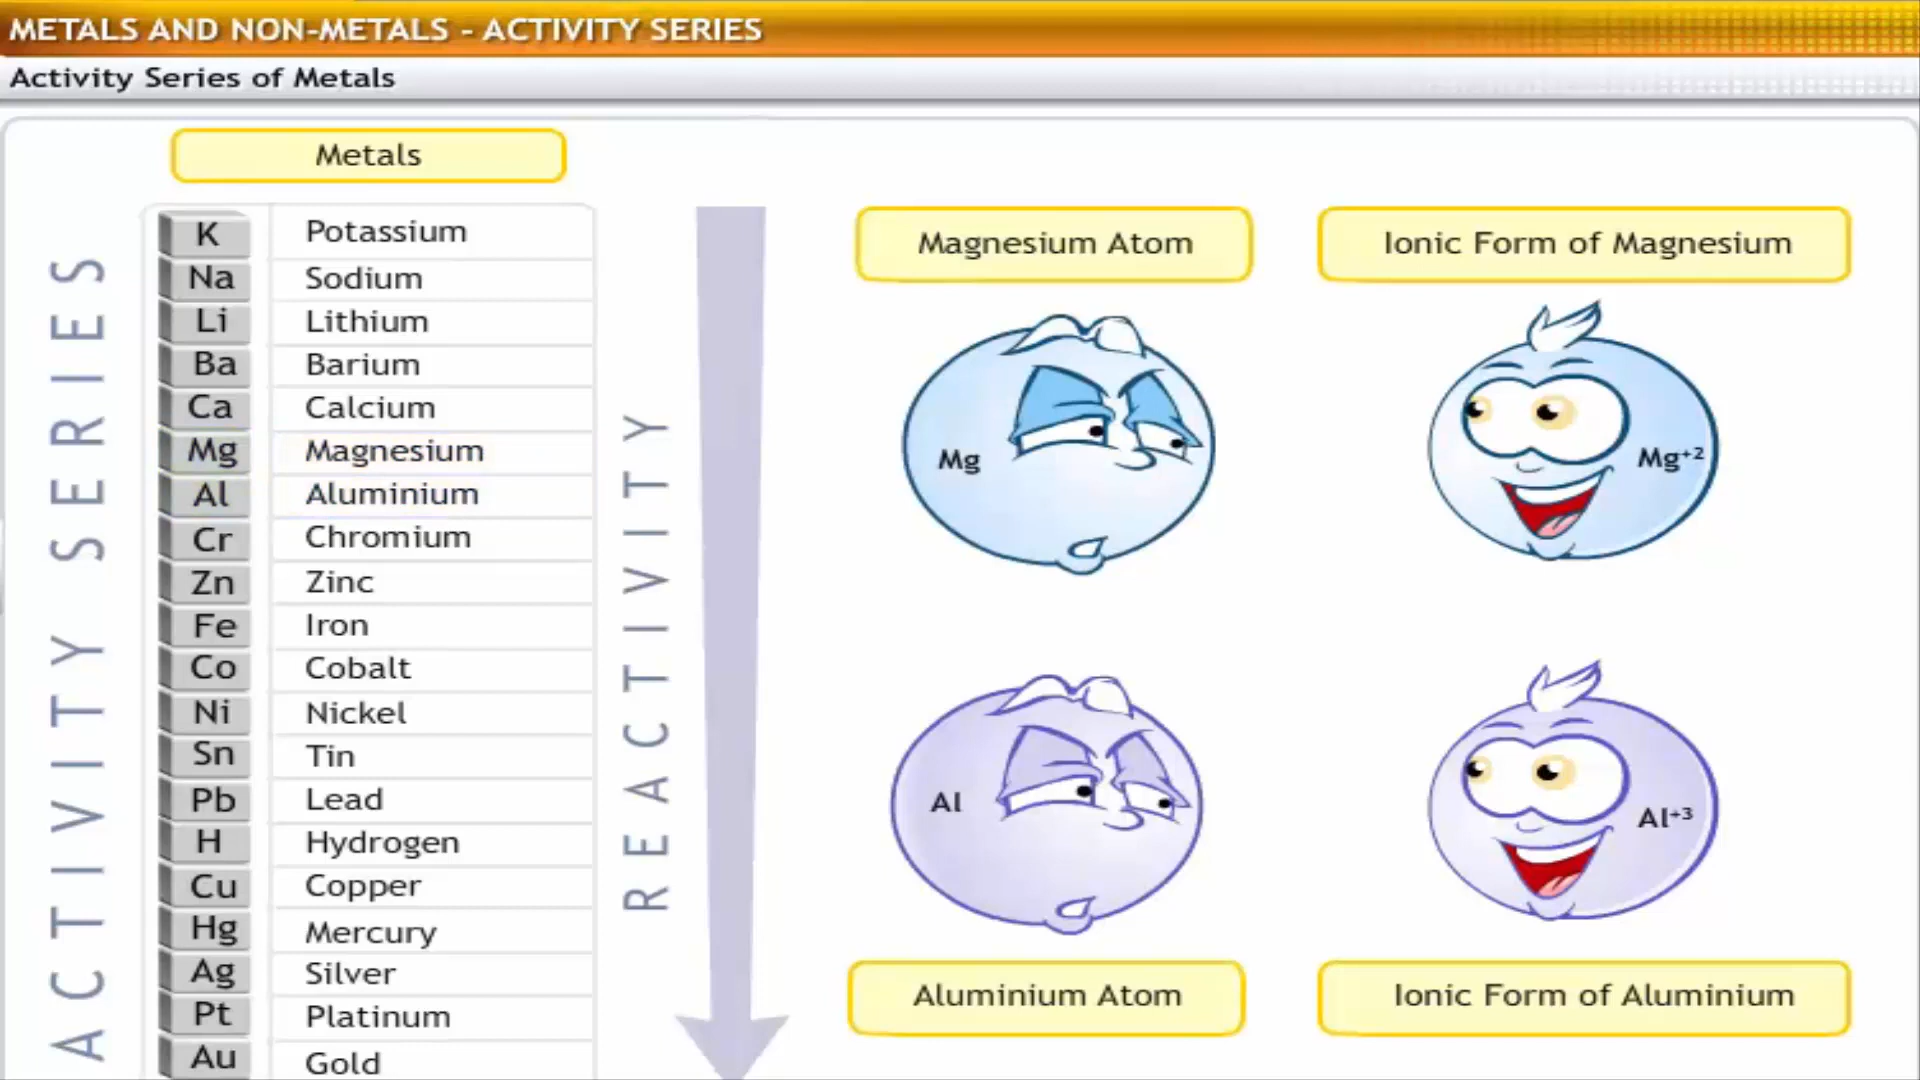 METALS AND NON-METALS - ACTIVITY SERIES
Activity Series of Metals
ACTIVITY SERIES
Metals
K Potassium
Na Sodium
Li Lithium
Ba Barium
Ca Calcium
Mg Magnesium
Al Aluminium
Cr Chromium
Zn Zinc
Fe Iron
Co Cobalt
Ni Nickel
Sn Tin
Pb Lead
H Hydrogen
Cu Copper
Hg Mercury
Ag Silver
Pt Platinum
Au Gold
REACTIVITY
Magnesium Atom
Ionic Form of Magnesium
Mg
Mg⁺²
Al
Al⁺³
Aluminium Atom
Ionic Form of Aluminium